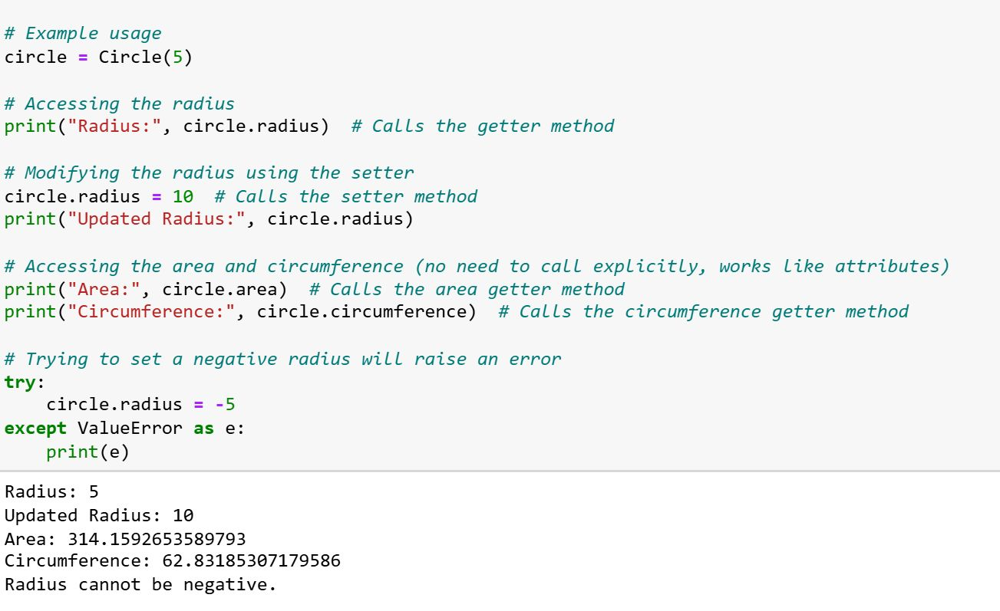 # Example usage
circle = Circle(5)
# Accessing the radius
print("Radius:", circle.radius)  # Calls the getter method
# Modifying the radius using the setter
circle.radius = 10  # Calls the setter method
print("Updated Radius:", circle.radius)
# Accessing the area and circumference (no need to call explicitly, works like attributes)
print("Area:", circle.area)  # Calls the area getter method
print("Circumference:", circle.circumference)  # Calls the circumference getter method
# Trying to set a negative radius will raise an error
try:
    circle.radius = -5
except ValueError as e:
    print(e)
Radius: 5
Updated Radius: 10
Area: 314.1592653589793
Circumference: 62.83185307179586
Radius cannot be negative.